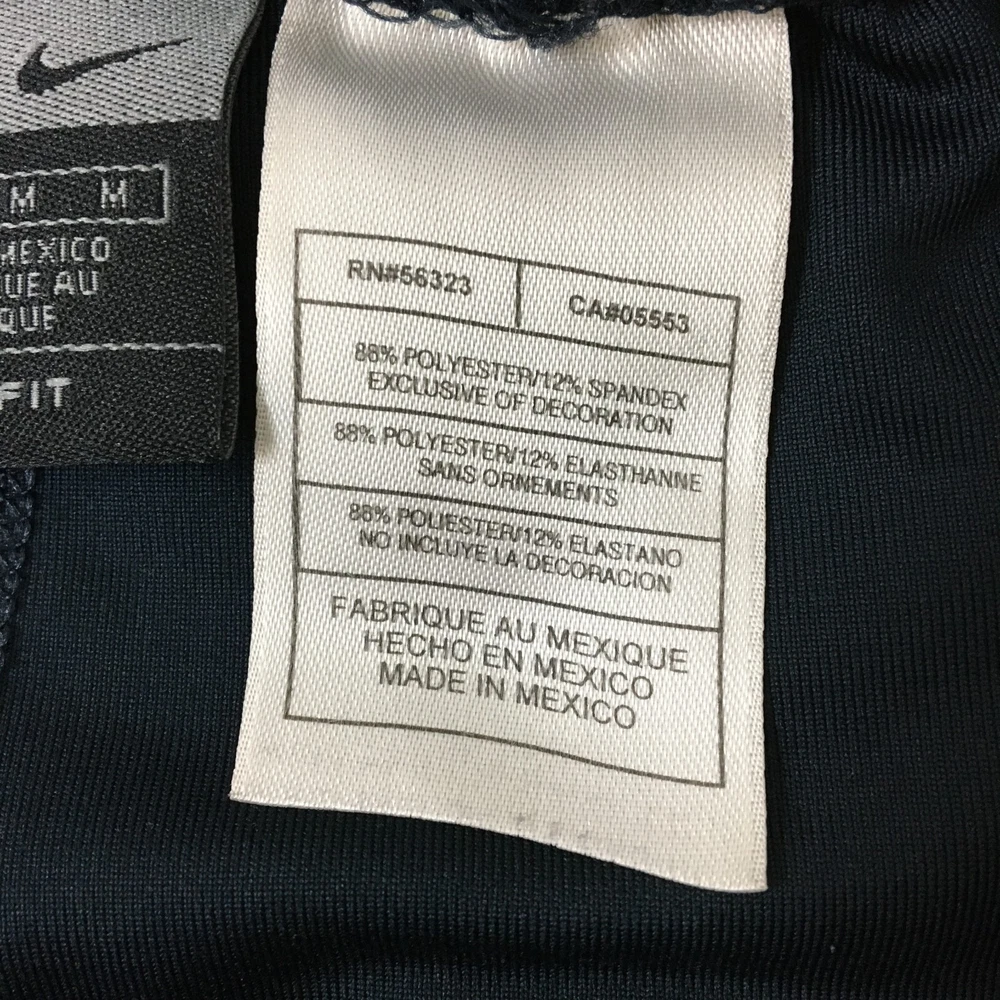 M M
MEXICO
UE AU
QUE
FIT
RN#56323
CA#05553
88% POLYESTER/12% SPANDEX
EXCLUSIVE OF DECORATION
88% POLYESTER/12% ELASTHANNE
SANS ORNEMENTS
88% POLIESTER/12% ELASTANO
NO INCLUYE LA DECORACION
FABRIQUE AU MEXIQUE
HECHO EN MEXICO
MADE IN MEXICO